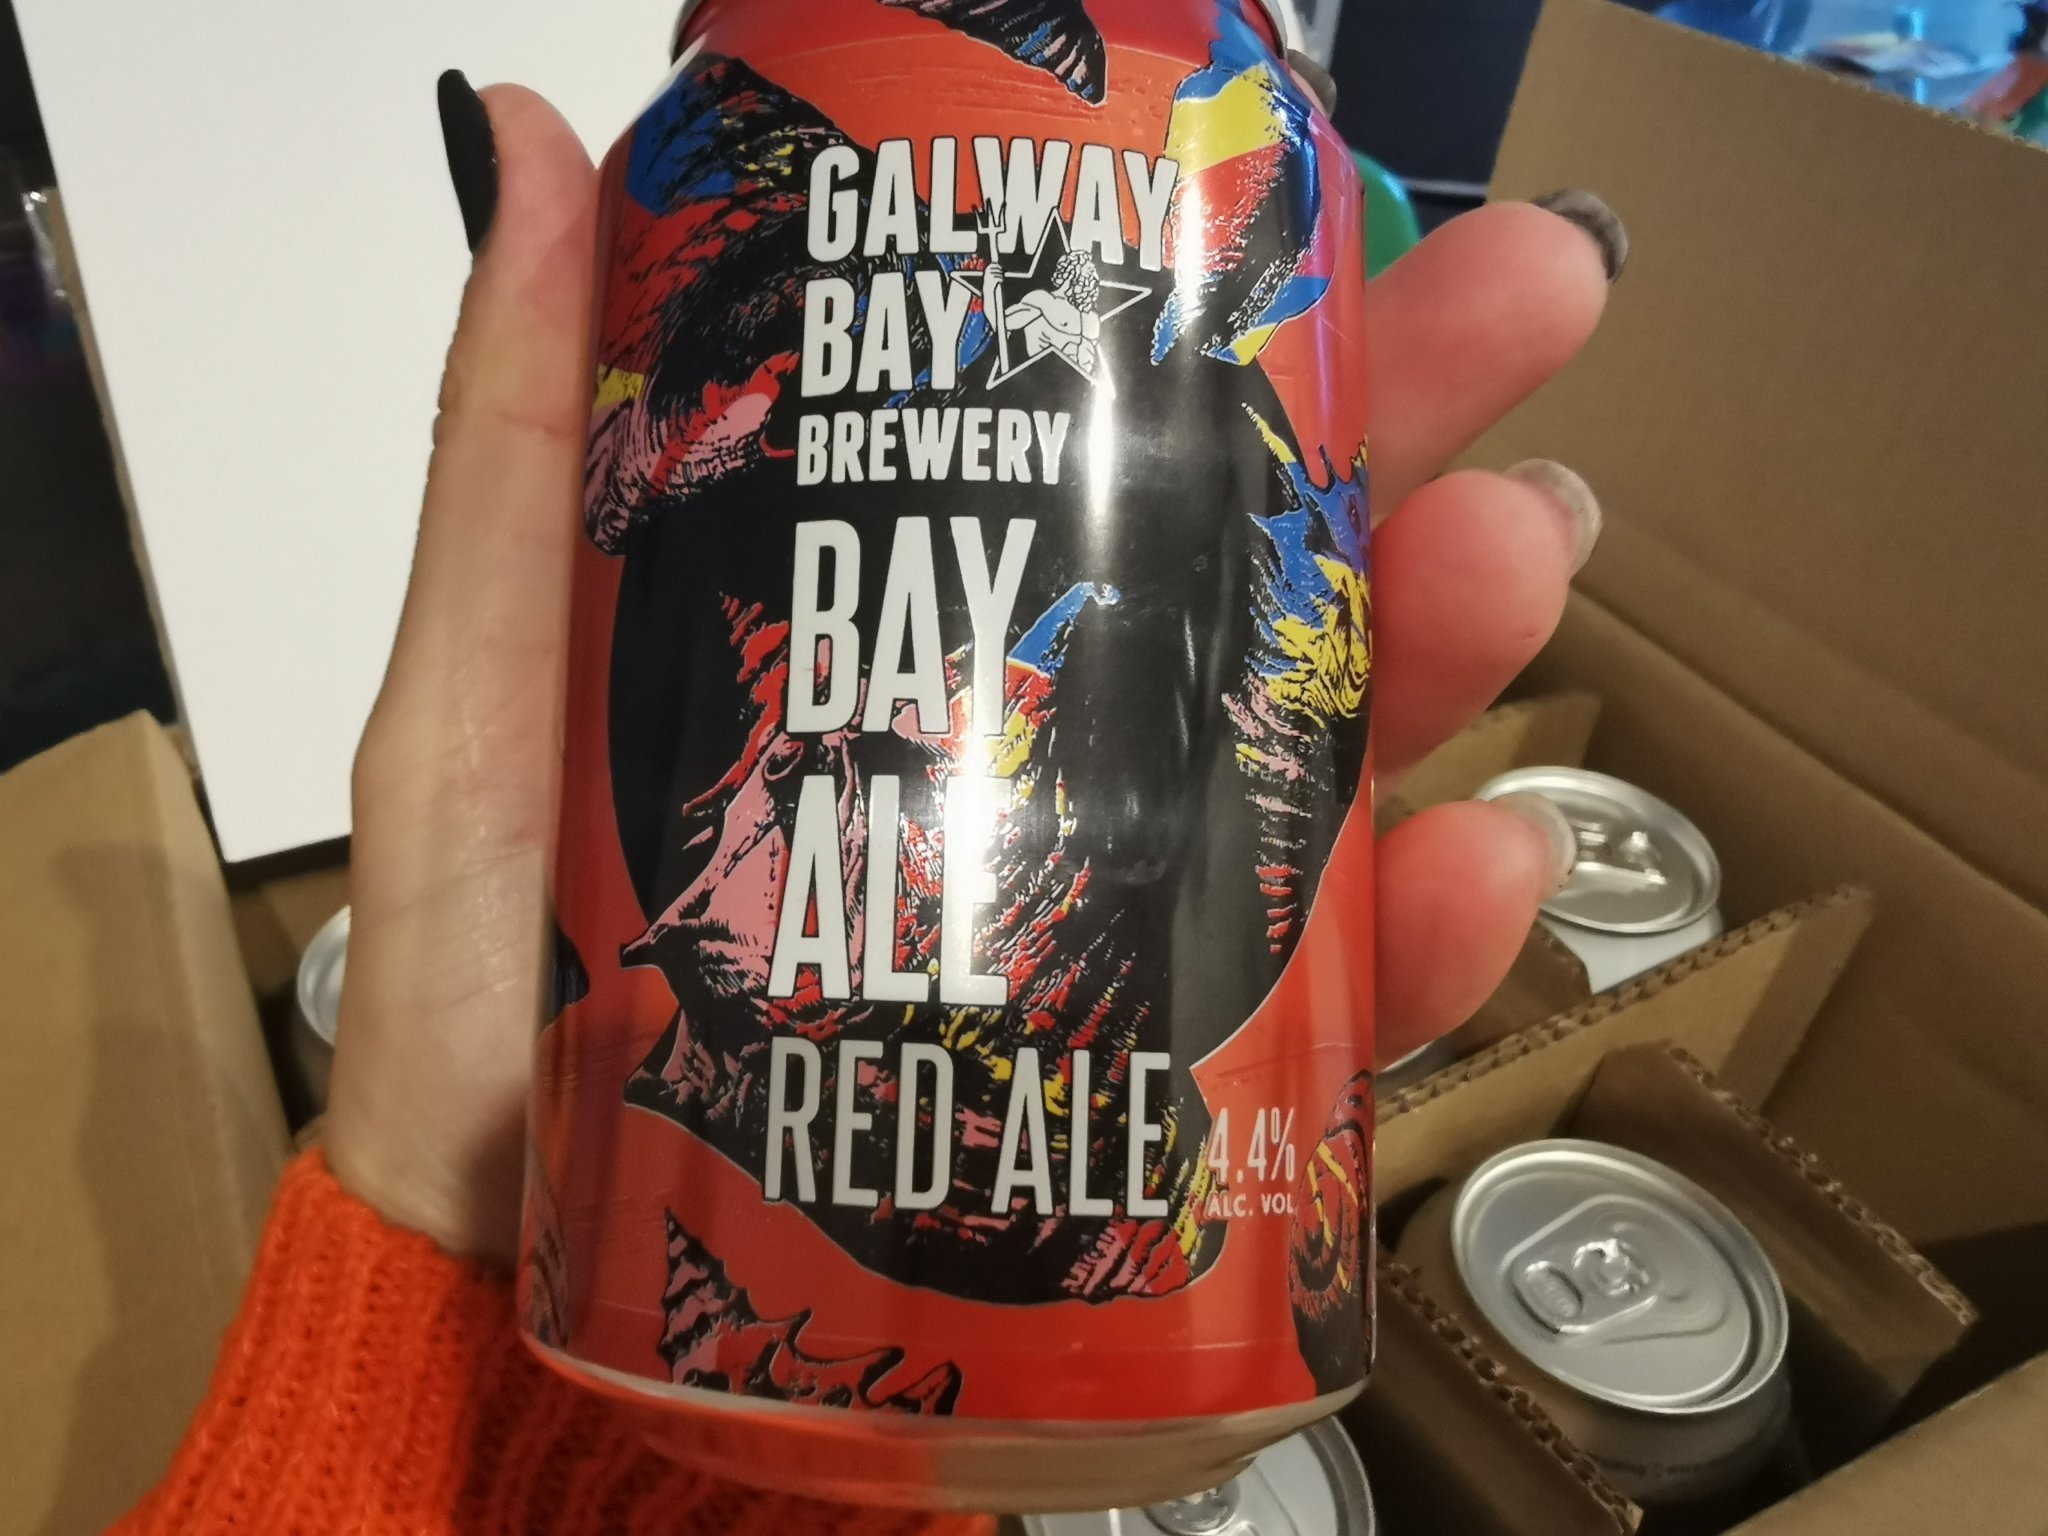 GALWAY
BAY
BREWERY
BAY
ALE
RED ALE
4.4%
ALC. VOL